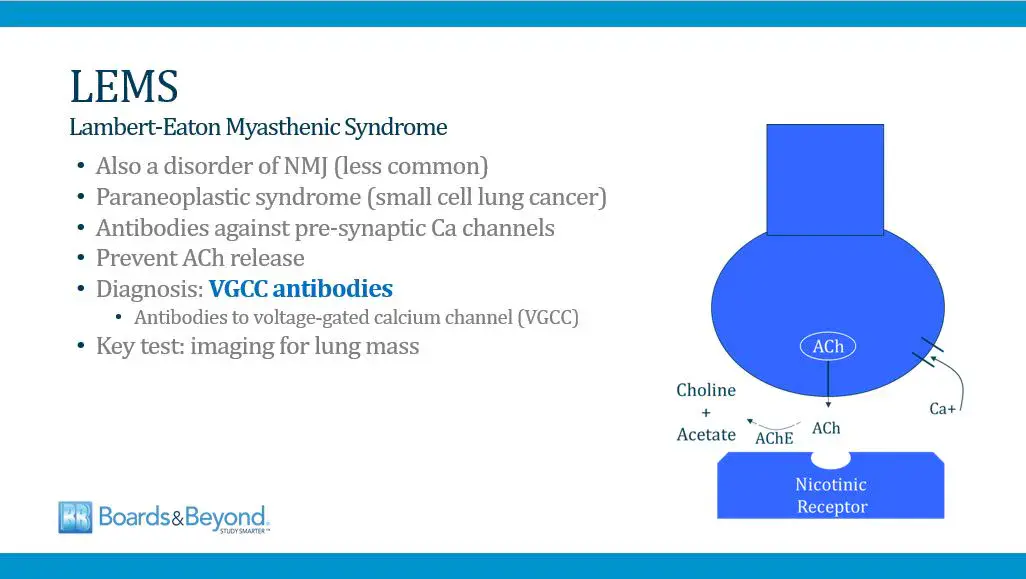 LEMS
Lambert-Eaton Myasthenic Syndrome
• Also a disorder of NMJ (less common)
• Paraneoplastic syndrome (small cell lung cancer)
• Antibodies against pre-synaptic Ca channels
• Prevent ACh release
• Diagnosis: VGCC antibodies
• Antibodies to voltage-gated calcium channel (VGCC)
• Key test: imaging for lung mass
ACh
Choline
+
Acetate
AChE
ACh
Ca+
Nicotinic
Receptor
BB Boards&Beyond®
STUDY SMARTER™